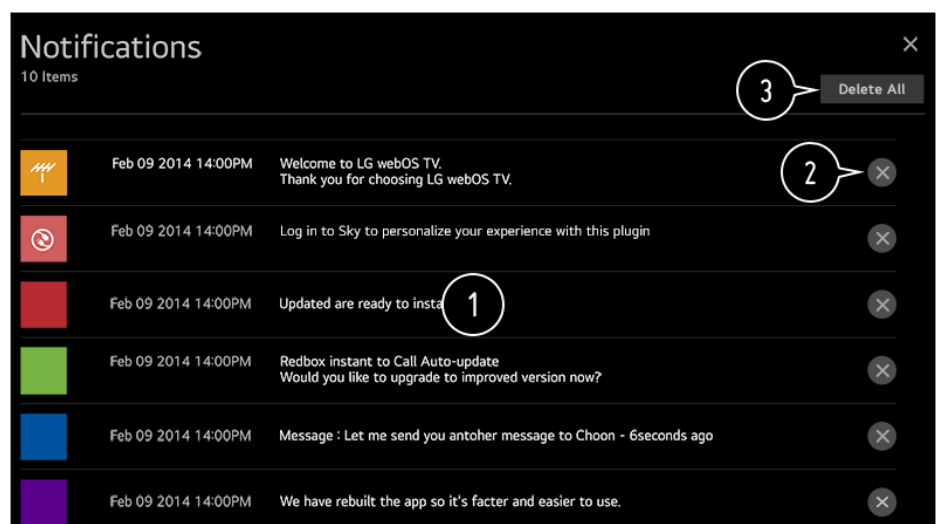 Notifications
10 Items
3
Delete All
Feb 09 2014 14:00PM
Welcome to LG webOS TV.
Thank you for choosing LG webOS TV.
2
Feb 09 2014 14:00PM
Log in to Sky to personalize your experience with this plugin
Feb 09 2014 14:00PM
Updated are ready to
1
Feb 09 2014 14:00PM
Redbox instant to Call Auto-update
Would you like to upgrade to improved version now?
Feb 09 2014 14:00PM
Message : Let me send you antoher message to Choon - 6seconds ago
Feb 09 2014 14:00PM
We have rebuilt the app so it's facter and easier to use.